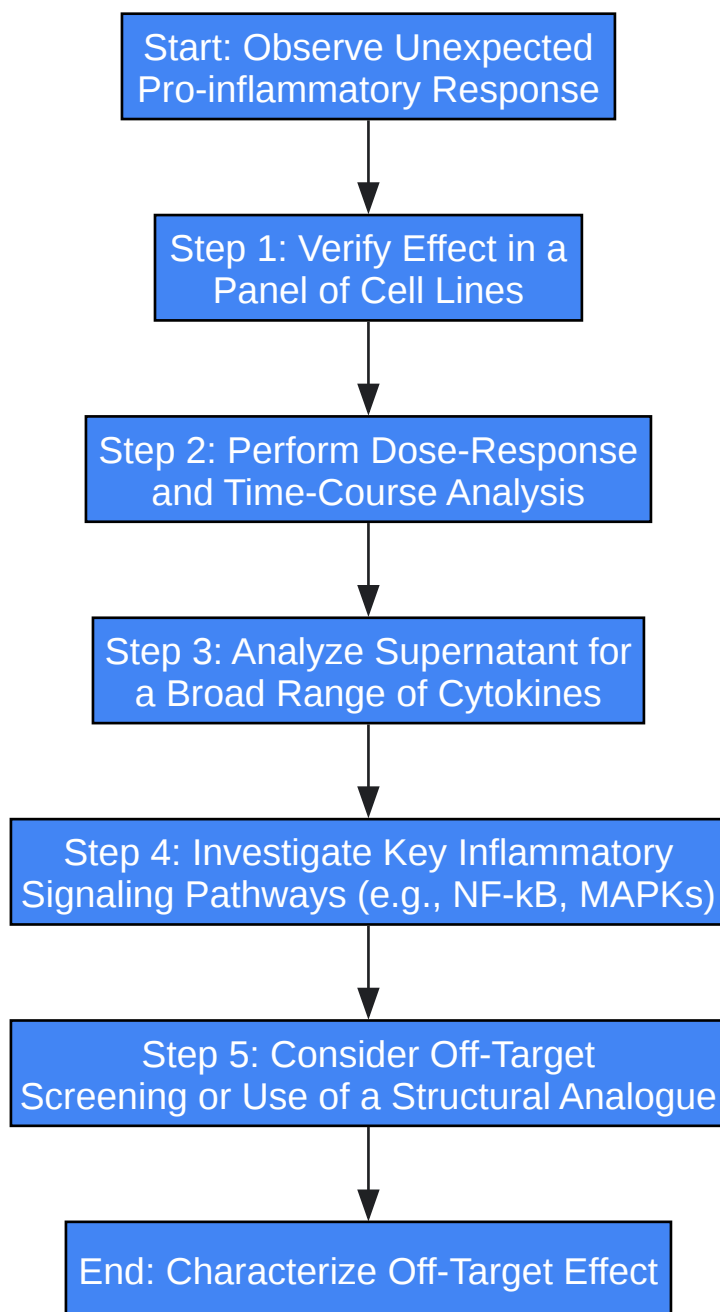 Start: Observe Unexpected
Pro-inflammatory Response
Step 1: Verify Effect in a
Panel of Cell Lines
Step 2: Perform Dose-Response
and Time-Course Analysis
Step 3: Analyze Supernatant for
a Broad Range of Cytokines
Step 4: Investigate Key Inflammatory
Signaling Pathways (e.g., NF-kB, MAPKs)
Step 5: Consider Off-Target
Screening or Use of a Structural Analogue
End: Characterize Off-Target Effect